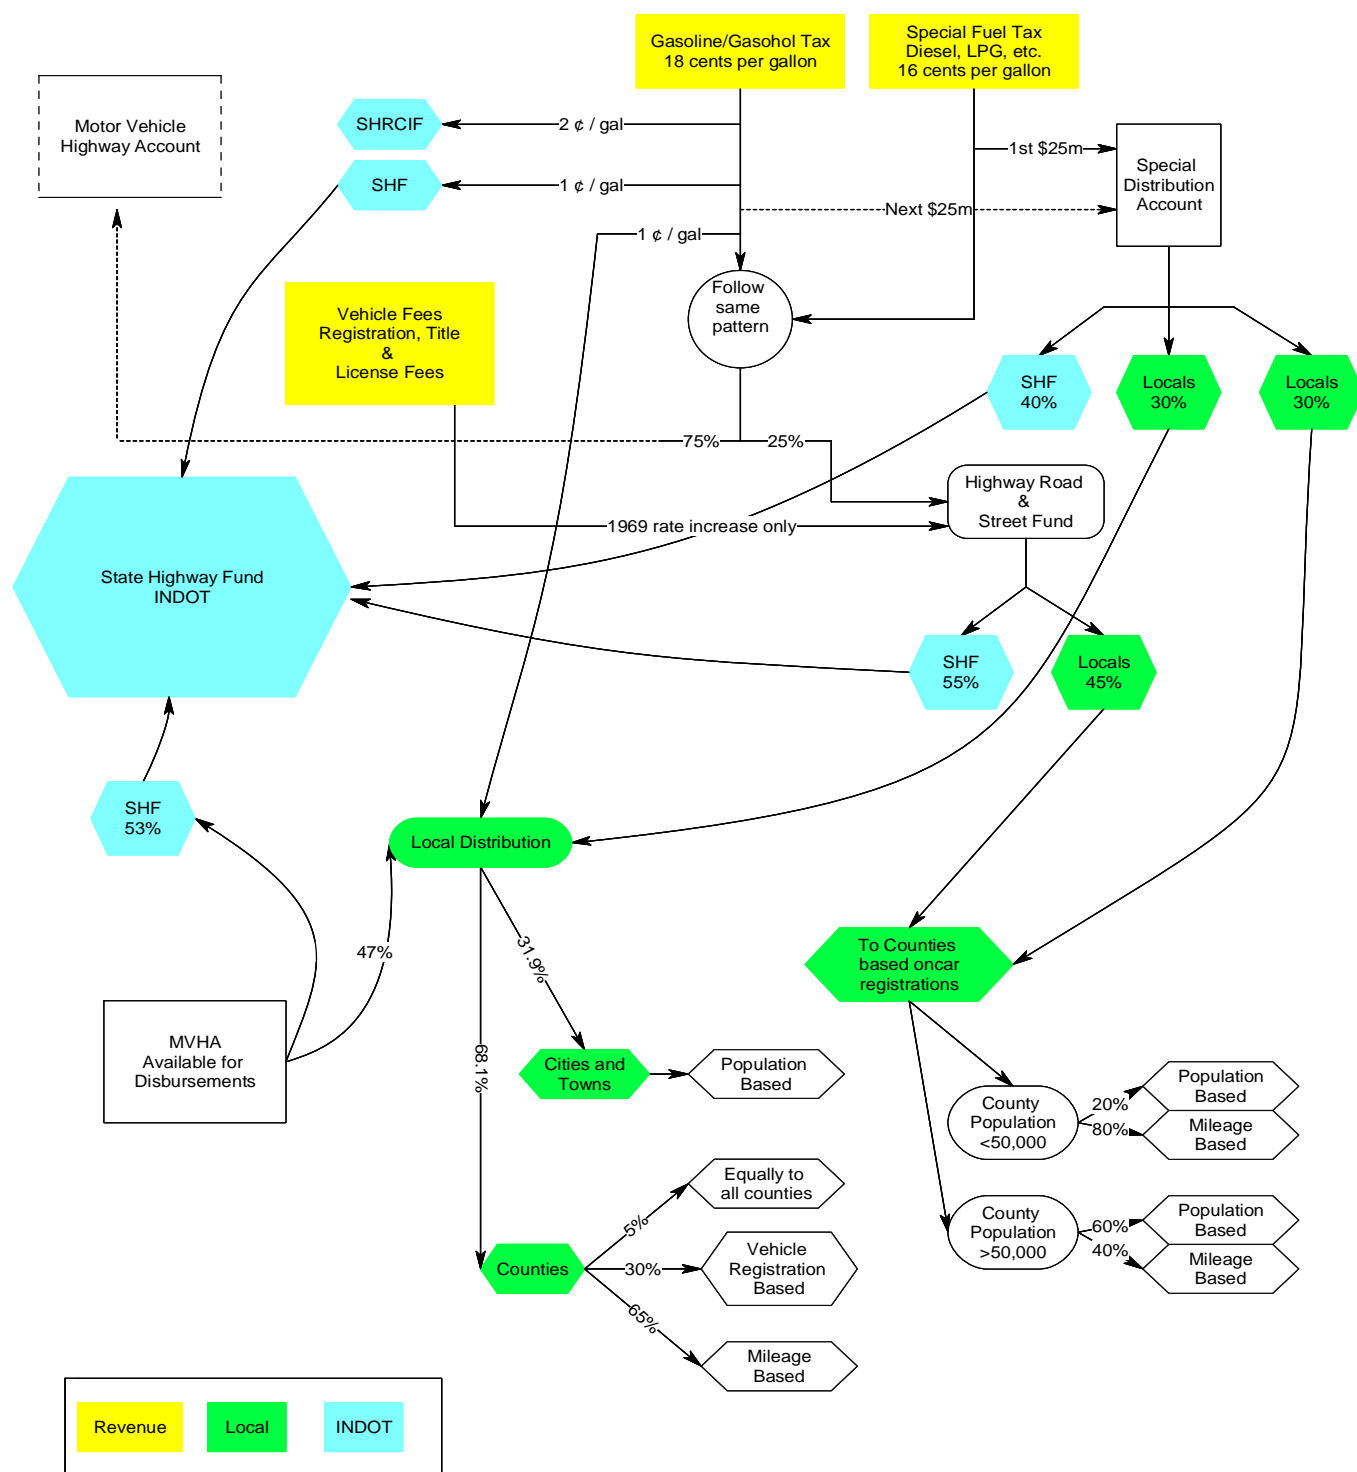 Gasoline/Gasohol Tax
18 cents per gallon
Special Fuel Tax
Diesel, LPG, etc.
16 cents per gallon
Motor Vehicle
Highway Account
SHRCIF
2 ¢ / gal
1st $25m
Special
Distribution
Account
SHF
1 ¢ / gal
Next $25m
1 ¢ / gal
Follow
same
pattern
Vehicle Fees
Registration, Title
&
License Fees
SHF
40%
Locals
30%
Locals
30%
75%
25%
Highway Road
&
Street Fund
1969 rate increase only
State Highway Fund
INDOT
SHF
55%
Locals
45%
SHF
53%
Local Distribution
47%
31.9%
68.1%
To Counties
based oncar
registrations
MVHA
Available for
Disbursements
Cities and
Towns
Population
Based
County
Population
<50,000
20%
80%
Population
Based
Mileage
Based
Equally to
all counties
County
Population
>50,000
60%
40%
Population
Based
Mileage
Based
Counties
5%
30%
65%
Vehicle
Registration
Based
Mileage
Based
Revenue
Local
INDOT